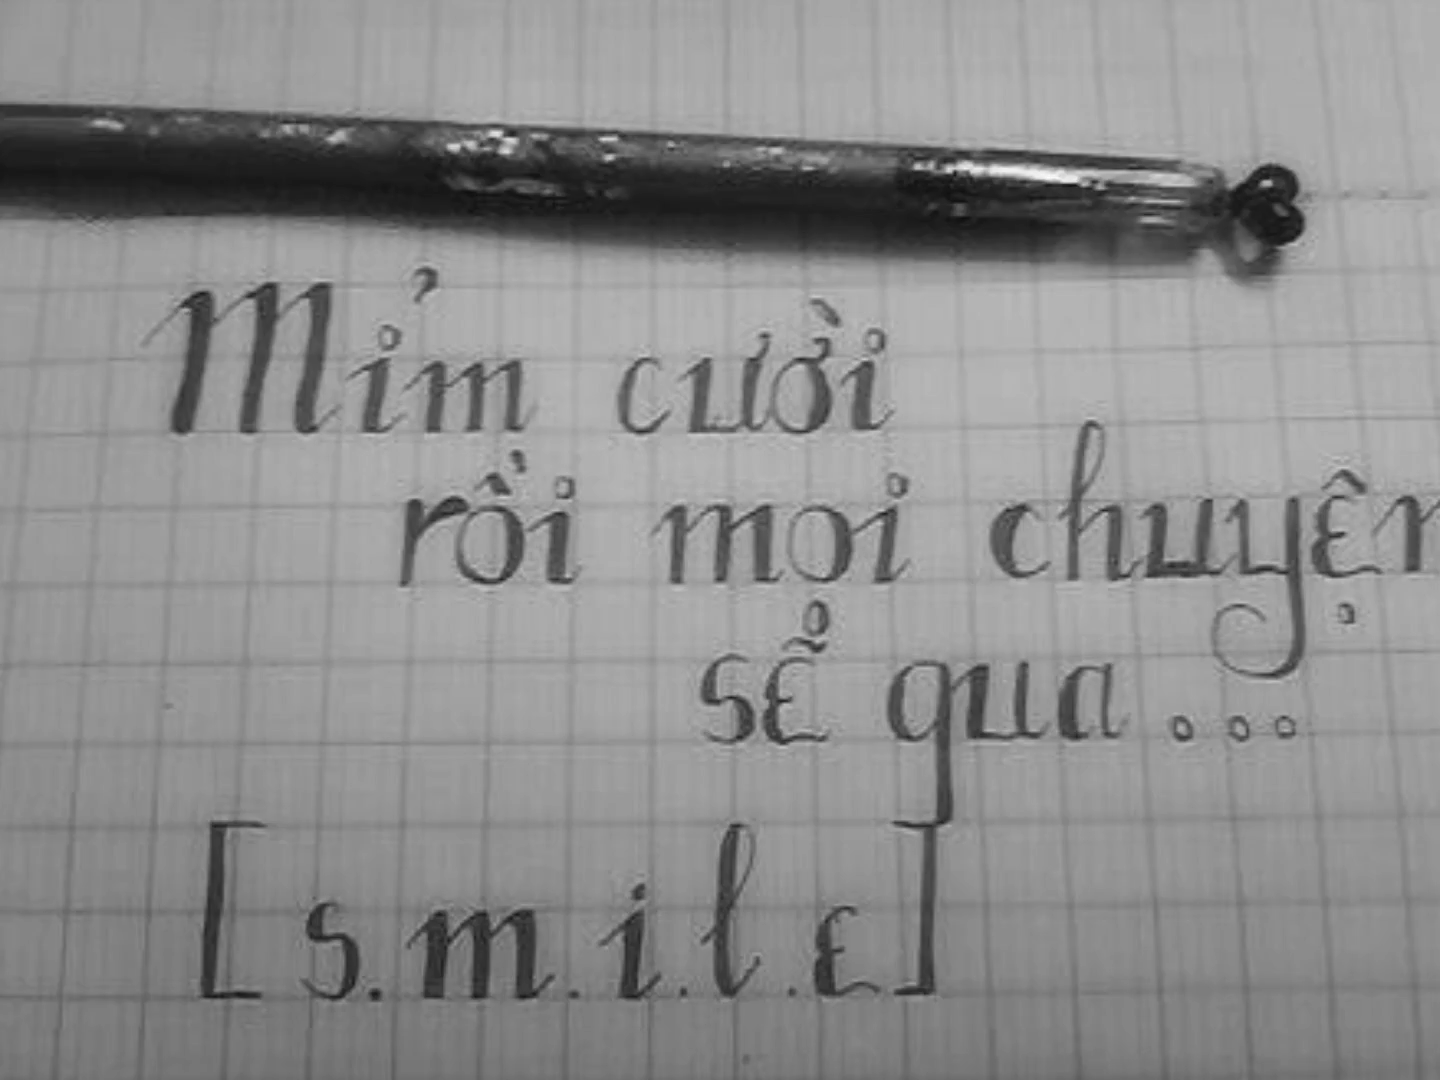 Mỉm cười
rồi mọi chuyện
sẽ qua...
[s.m.i.l.e]